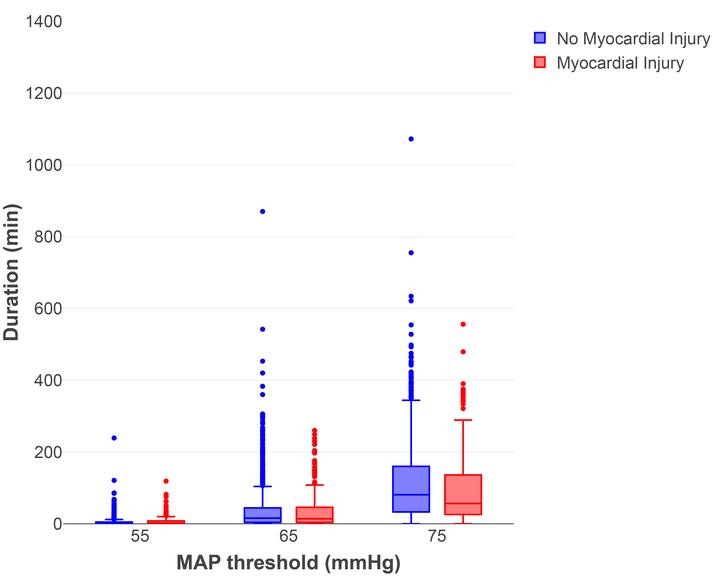 1400
1200
1000
800
600
400
200
0
Duration (min)
55
65
75
MAP threshold (mmHg)
No Myocardial Injury
Myocardial Injury